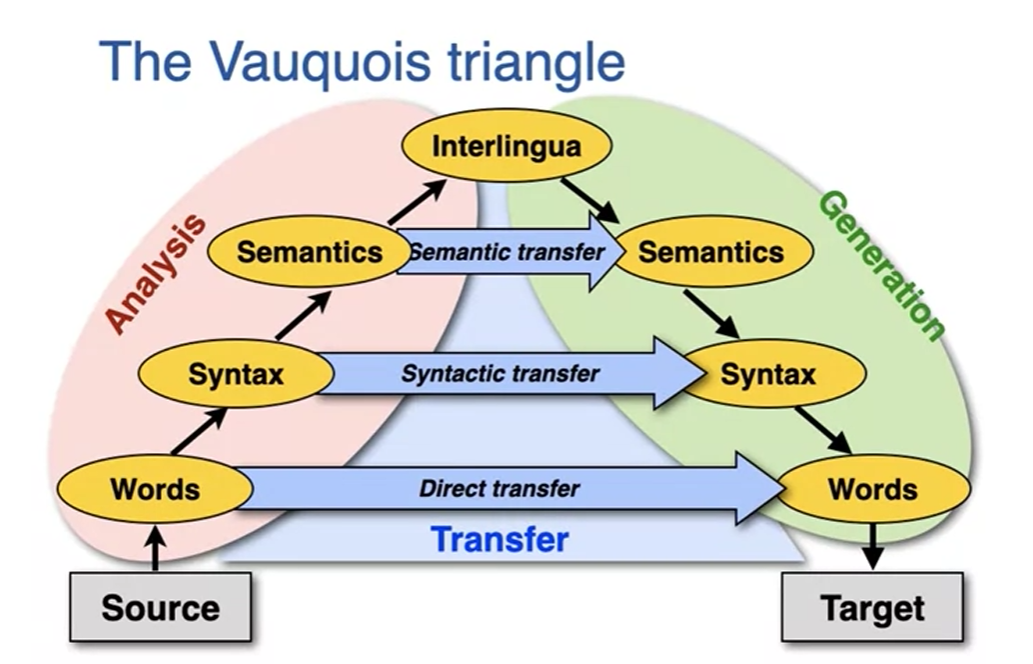 The Vauquois triangle
Interlingua
Analysis
Generation
Semantics
Semantic transfer
Semantics
Syntax
Syntactic transfer
Syntax
Words
Direct transfer
Words
Transfer
Source
Target